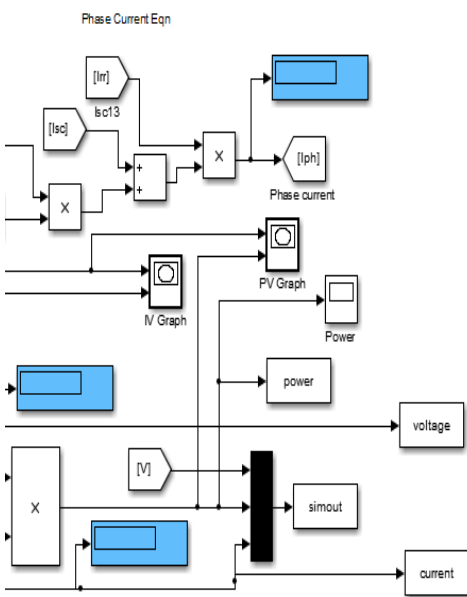 Phase Current Eqn
[Irr]
Isc13
[Isc]
+
+
X
[Iph]
Phase current
X
PV Graph
IV Graph
Power
power
voltage
[V]
X
simout
current